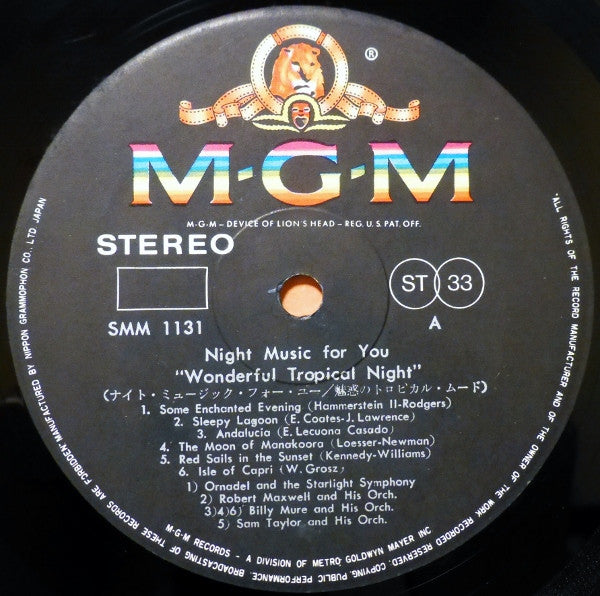 ®
M-G-M
M-G-M – DEVICE OF LION'S HEAD – REG. U.S. PAT. OFF.
STEREO
SMM 1131
ST 33
A
Night Music for You
"Wonderful Tropical Night"
(ナイト・ミュージック・フォー・ユー/魅惑のトロピカル・ムード)
1. Some Enchanted Evening (Hammerstein II-Rodgers)
2. Sleepy Lagoon (E. Coates-J. Lawrence)
3. Andalucia (E. Lecuona Casado)
4. The Moon of Manakoora (Loesser-Newman)
5. Red Sails in the Sunset (Kennedy-Williams)
6. Isle of Capri (W. Grosz)
1) Ornadel and the Starlight Symphony
2) Robert Maxwell and His Orch.
3)4)6) Billy Mure and His Orch.
5) Sam Taylor and His Orch.
M-G-M RECORDS - A DIVISION OF METRO-GOLDWYN MAYER INC
ALL RIGHTS OF THE RECORD MANUFACTURER AND OF THE OWNER OF THE WORK RECORDED RESERVED. COPYING, PUBLIC PERFORMANCE, BROADCASTING OF THESE RECORDS ARE FORBIDDEN. MANUFACTURED BY NIPPON GRAMMOPHON CO., LTD JAPAN